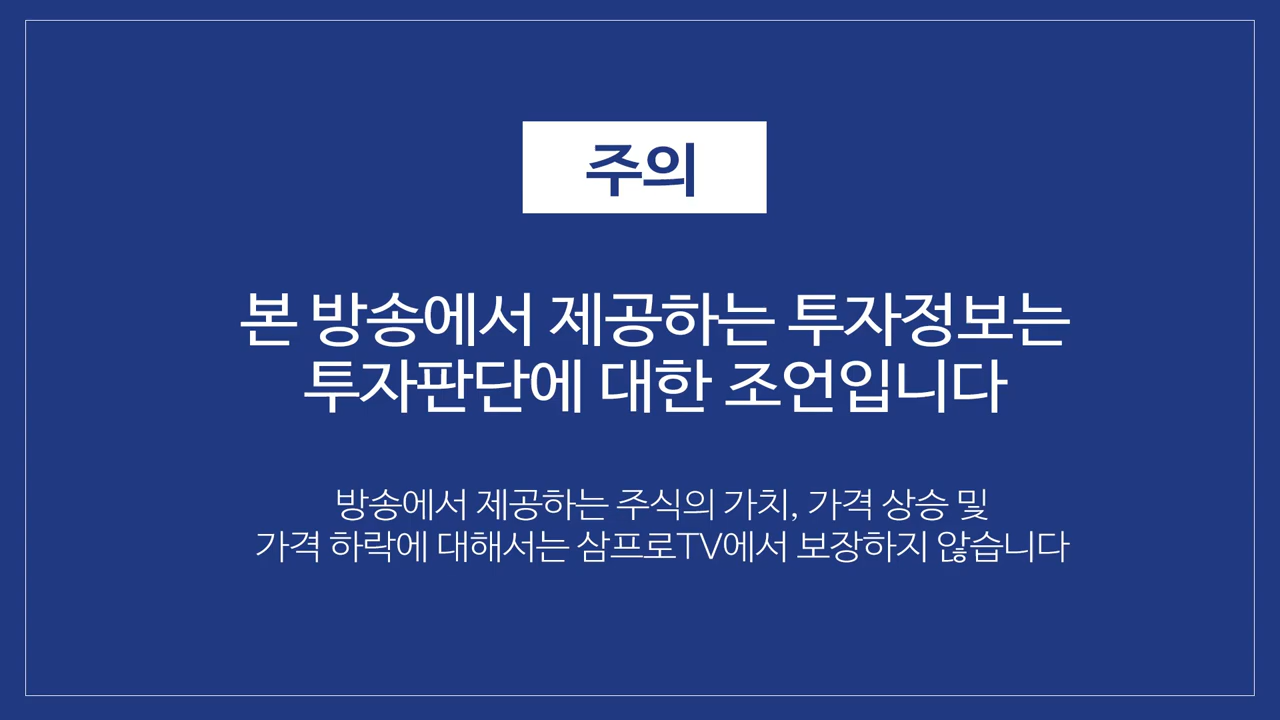 주의
본 방송에서 제공하는 투자정보는
투자판단에 대한 조언입니다
방송에서 제공하는 주식의 가치, 가격 상승 및
가격 하락에 대해서는 삼프로TV에서 보장하지 않습니다